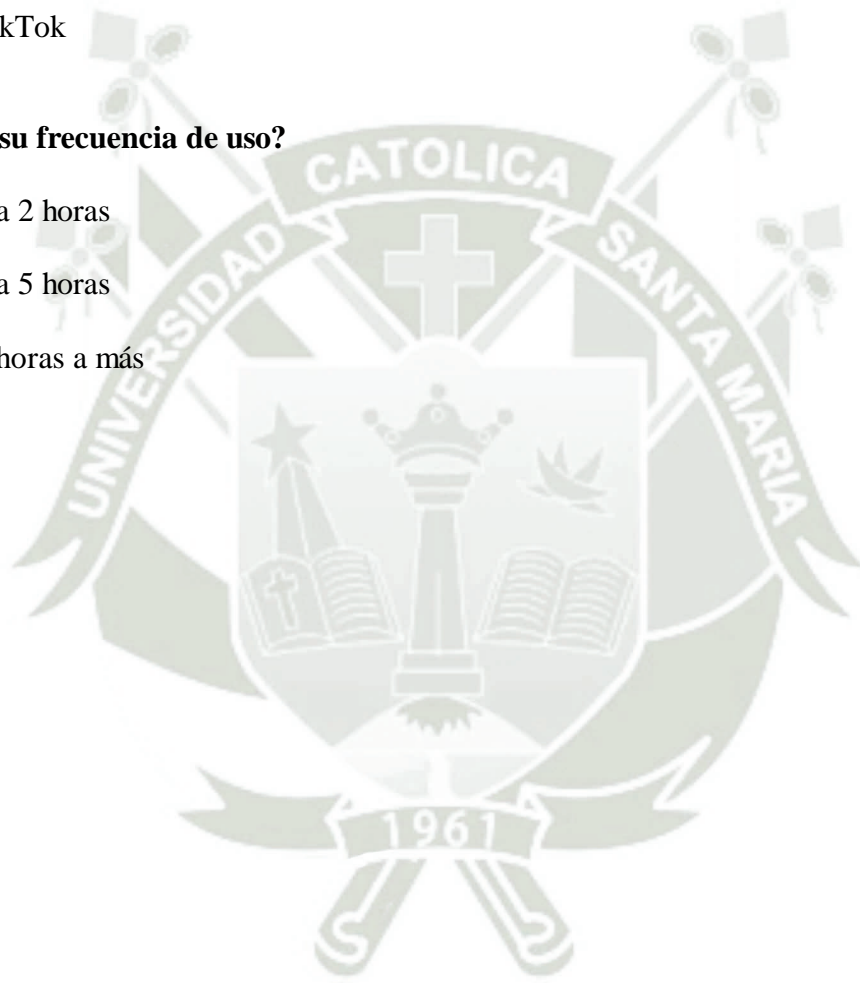 kTok
su frecuencia de uso?
a 2 horas
a 5 horas
horas a más
UNIVERSIDAD CATOLICA SANTA MARIA
1961